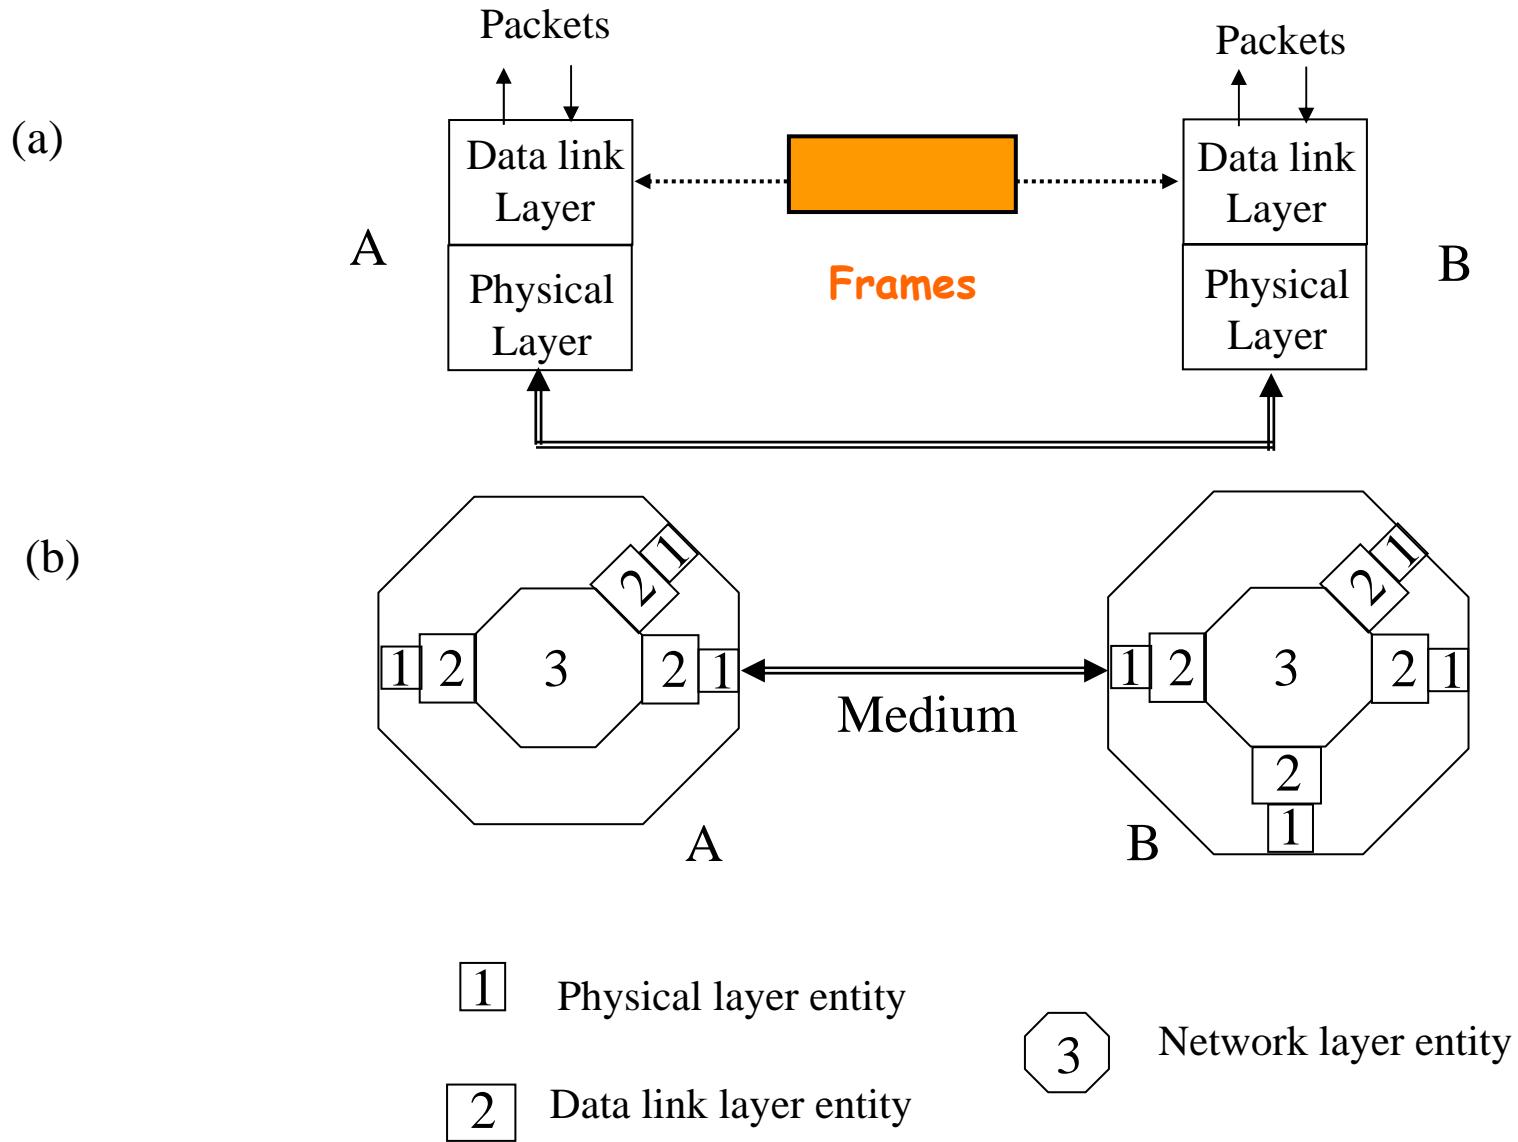 Packets
Packets
(a)
Data link
Layer
Data link
Layer
A
B
Physical
Layer
Frames
Physical
Layer
(b)
1
2
1
2
1
2
3
2
1
Medium
1
2
3
2
1
2
1
A
B
1
Physical layer entity
3
Network layer entity
2
Data link layer entity